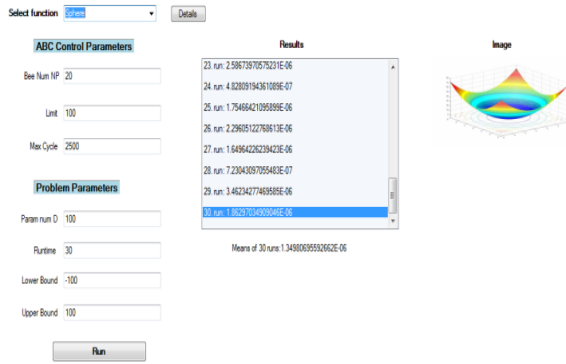 Select function Sphere Details
ABC Control Parameters
Bee Num NP 20
Limit 100
Max Cycle 2500
Problem Parameters
Param num D 100
Runtime 30
Lower Bound -100
Upper Bound 100
Run
Results
23. run: 2.58673970575231E-06
24. run: 4.82809194361089E-07
25. run: 1.75466421095899E-06
26. run: 2.29605122768613E-06
27. run: 1.64964226239423E-06
28. run: 7.23043097055483E-07
29. run: 3.46234277469585E-06
30. run: 1.86297034909046E-06
Means of 30 runs:1.34980695592662E-06
Image